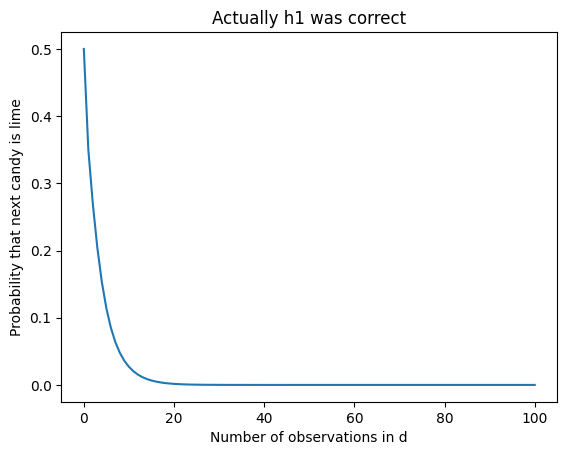 Actually h1 was correct
Probability that next candy is lime
0.5
0.4
0.3
0.2
0.1
0.0
0 20 40 60 80 100
Number of observations in d